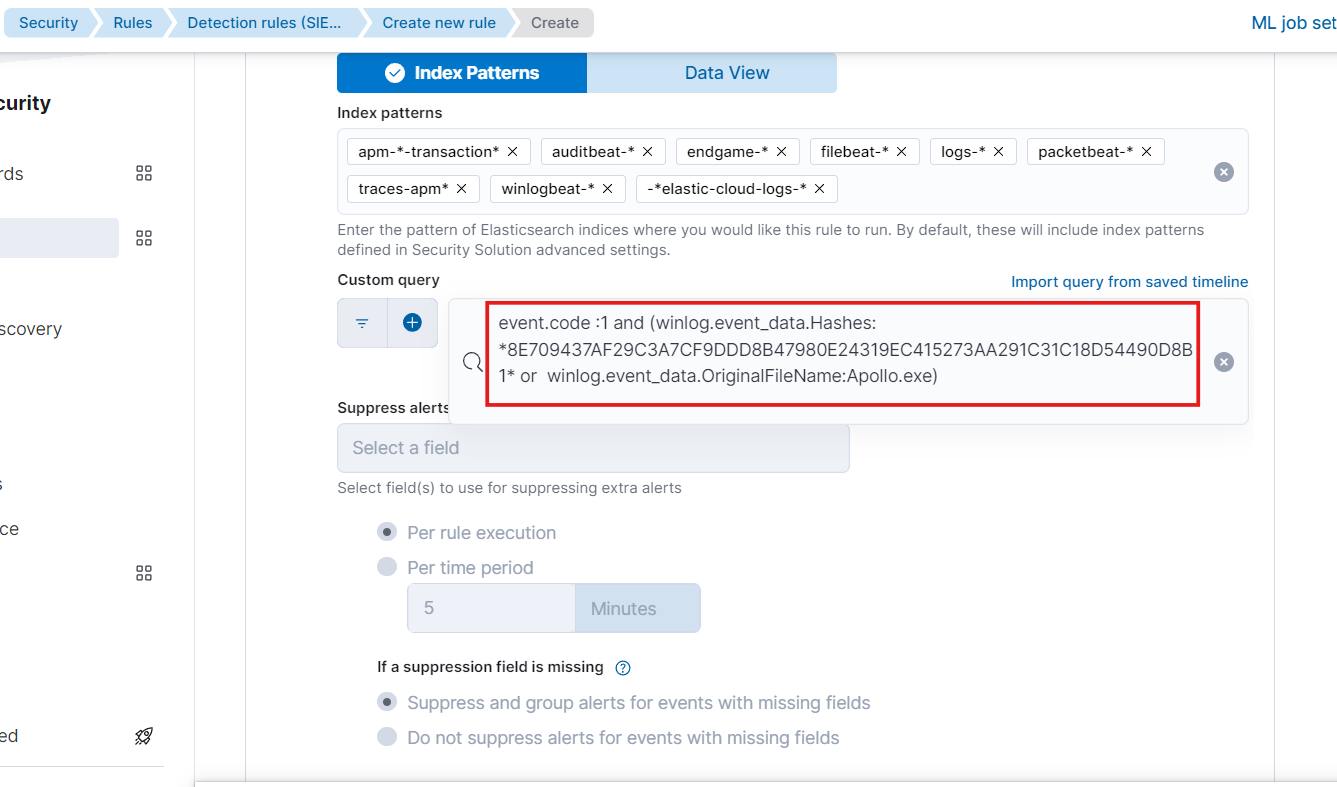 Security
Rules
Detection rules (SIE...
Create new rule
Create
ML job set
curity
rds
scovery
s
ce
ed
Index Patterns
Data View
Index patterns
apm-*-transaction* ×
auditbeat-* ×
endgame-* ×
filebeat-* ×
logs-* ×
packetbeat-* ×
traces-apm* ×
winlogbeat-* ×
-*elastic-cloud-logs-* ×
Enter the pattern of Elasticsearch indices where you would like this rule to run. By default, these will include index patterns
defined in Security Solution advanced settings.
Custom query
Import query from saved timeline
event.code :1 and (winlog.event_data.Hashes:
*8E709437AF29C3A7CF9DDD8B47980E24319EC415273AA291C31C18D54490D8B
1* or  winlog.event_data.OriginalFileName:Apollo.exe)
Suppress alerts
Select a field
Select field(s) to use for suppressing extra alerts
Per rule execution
Per time period
5
Minutes
If a suppression field is missing
Suppress and group alerts for events with missing fields
Do not suppress alerts for events with missing fields